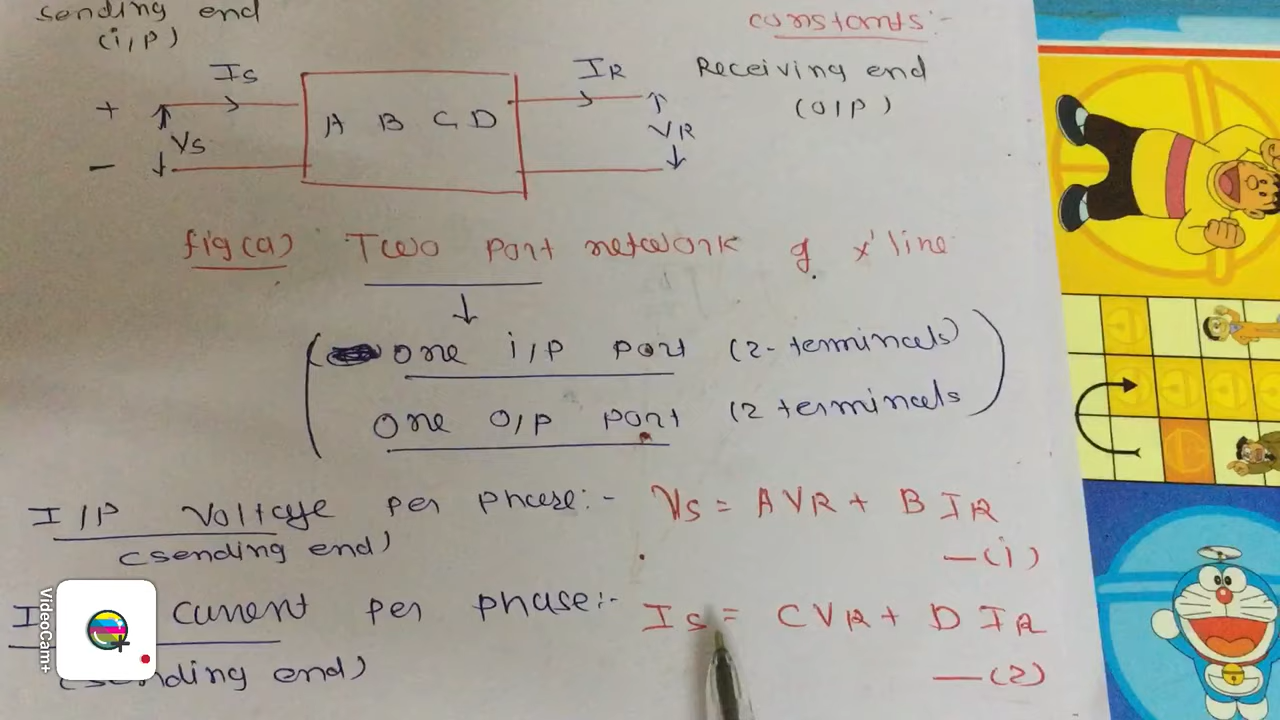 sending end
constants:-
(i/p)
IS
IR
Receiving end
(O/P)
+
VS
A B C D
VR
-
fig(a) Two port network of x' line
(one i/p port (2-terminals)
one o/p port (2 terminals)
I/P Voltage per phase:- VS = AVR + BIR
(sending end)
—(1)
I current per phase:- IS = CVR + DIR
(sending end)
—(2)
VideoCam+